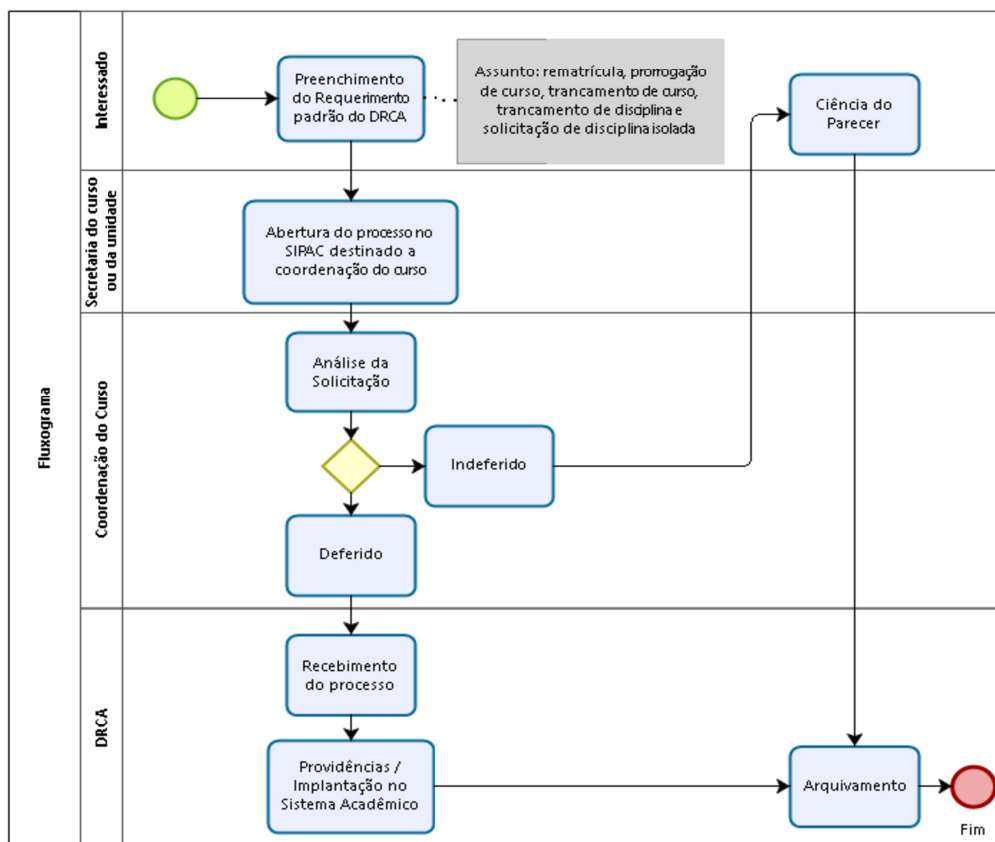 Fluxograma
Interessado
Preenchimento
do Requerimento
padrão do DRCA
Assunto: rematrícula, prorrogação
de curso, trancamento de curso,
trancamento de disciplina e
solicitação de disciplina isolada
Ciência do
Parecer
Secretaria do curso
ou da unidade
Abertura do processo no
SIPAC destinado a
coordenação do curso
Coordenação do Curso
Análise da
Solicitação
Indeferido
Deferido
DRCA
Recebimento
do processo
Providências /
Implantação no
Sistema Acadêmico
Arquivamento
Fim